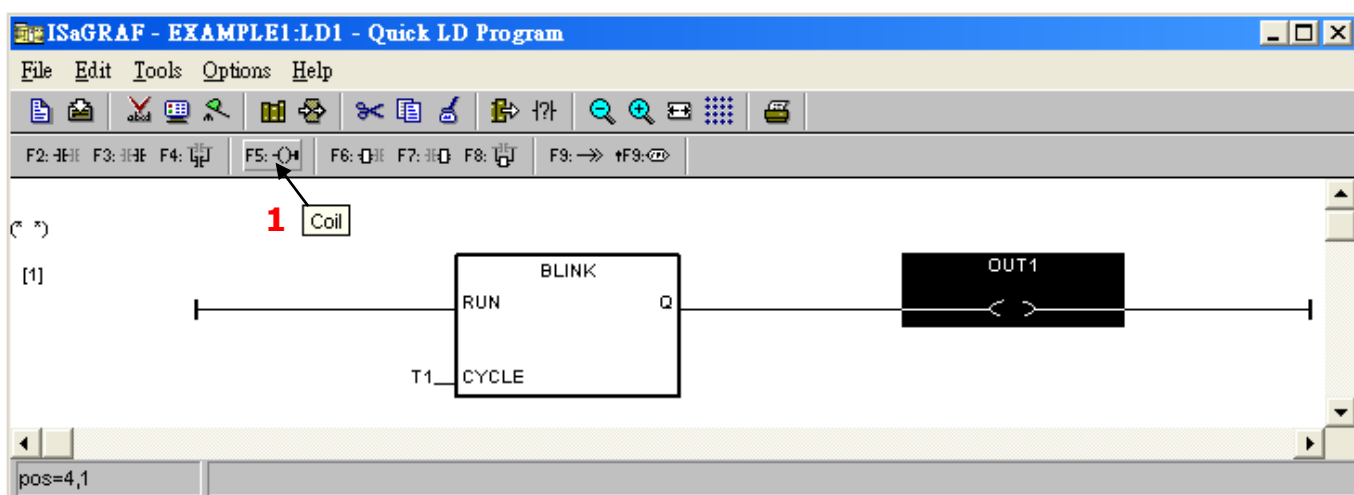 ISaGRAF - EXAMPLE1:LD1 - Quick LD Program
File Edit Tools Options Help
F2: F3: F4: F5: F6: F7: F8: F9: F9:
1 Coil
(* *)
[1]
BLINK
OUT1
RUN Q
T1 CYCLE
pos=4,1